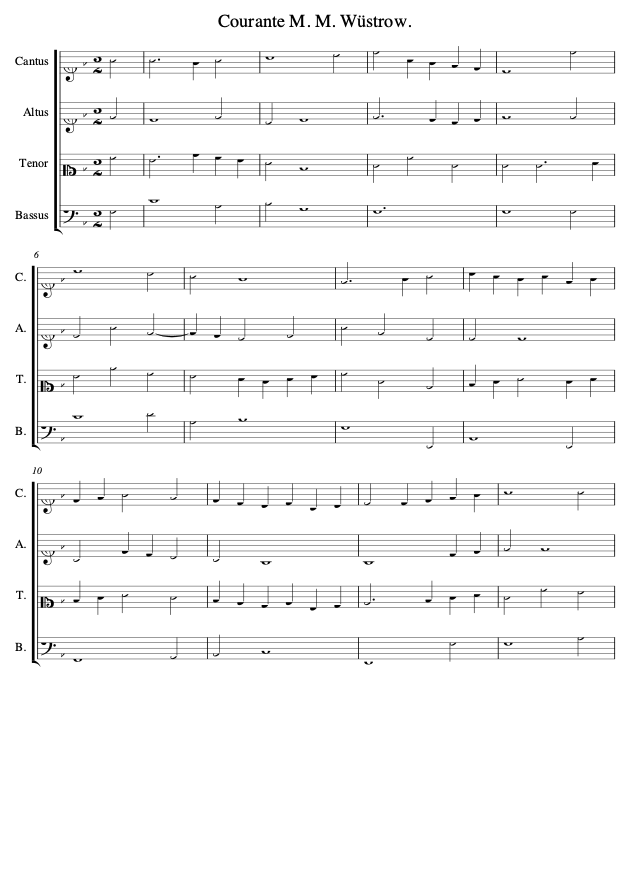 Courante M. M. Wüstrow.
Cantus
Altus
Tenor
Bassus
6
C.
A.
T.
B.
10
C.
A.
T.
B.